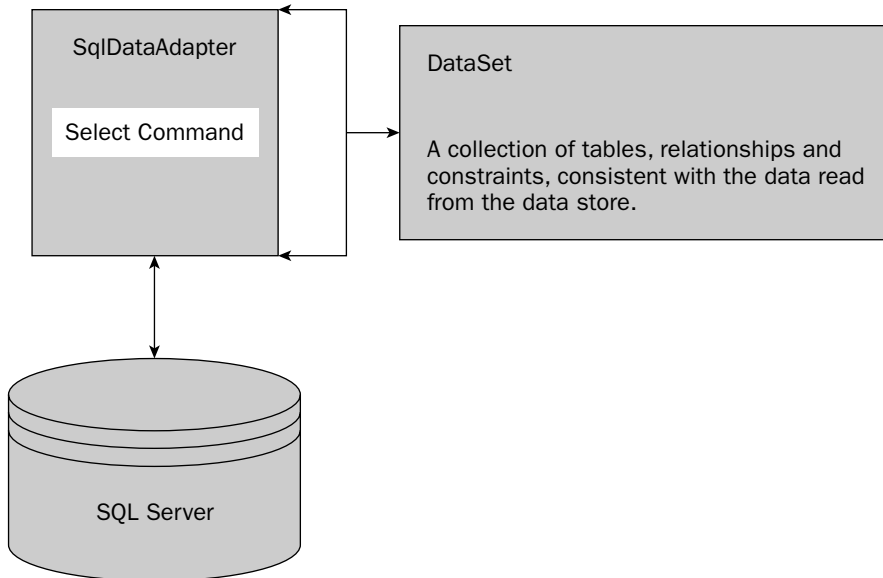 SqlDataAdapter
Select Command
DataSet
A collection of tables, relationships and
constraints, consistent with the data read
from the data store.
SQL Server